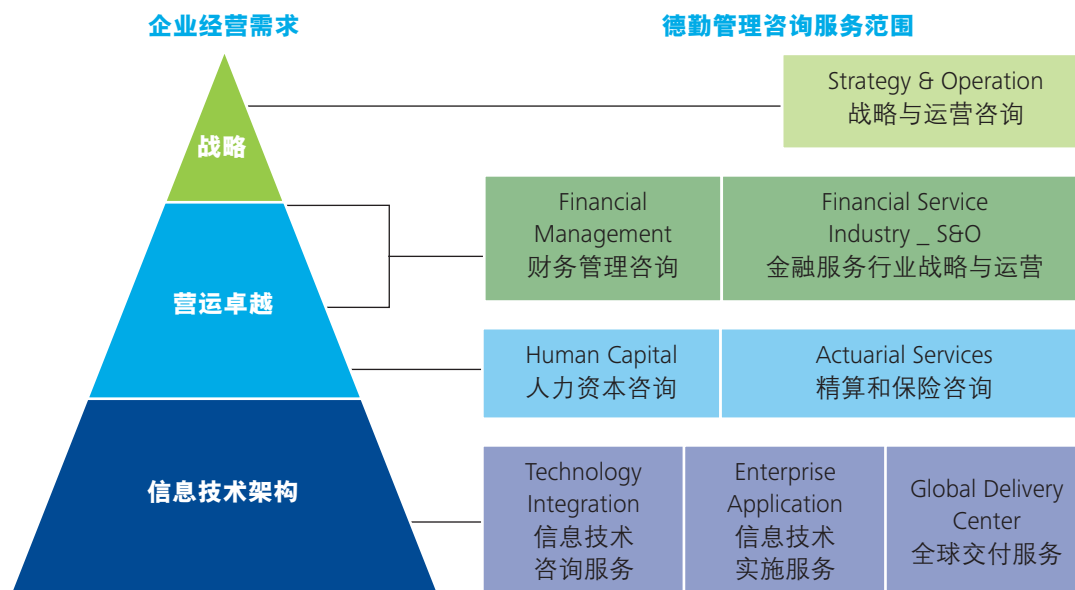 企业经营需求
德勤管理咨询服务范围
战略
Strategy & Operation
战略与运营咨询
营运卓越
Financial
Management
财务管理咨询
Financial Service
Industry _ S&O
金融服务行业战略与运营
Human Capital
人力资本咨询
Actuarial Services
精算和保险咨询
信息技术架构
Technology
Integration
信息技术
咨询服务
Enterprise
Application
信息技术
实施服务
Global Delivery
Center
全球交付服务